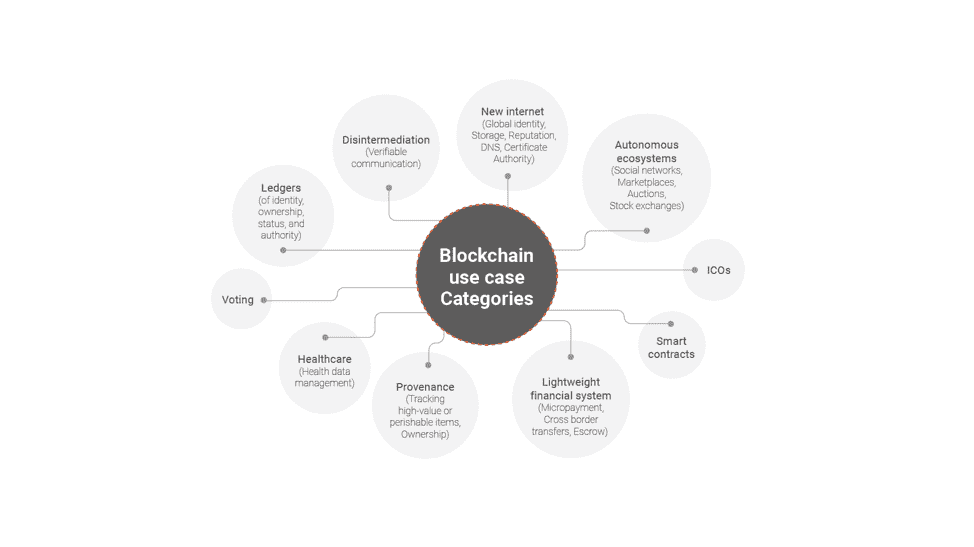 New internet
(Global identity,
Storage, Reputation,
DNS, Certificate
Authority)
Disintermediation
(Verifiable
communication)
Autonomous
ecosystems
(Social networks,
Marketplaces,
Auctions,
Stock exchanges)
Ledgers
(of identity,
ownership,
status, and
authority)
Blockchain
use case
Categories
ICOs
Voting
Smart
contracts
Healthcare
(Health data
management)
Provenance
(Tracking
high-value or
perishable items,
Ownership)
Lightweight
financial system
(Micropayment,
Cross border
transfers, Escrow)